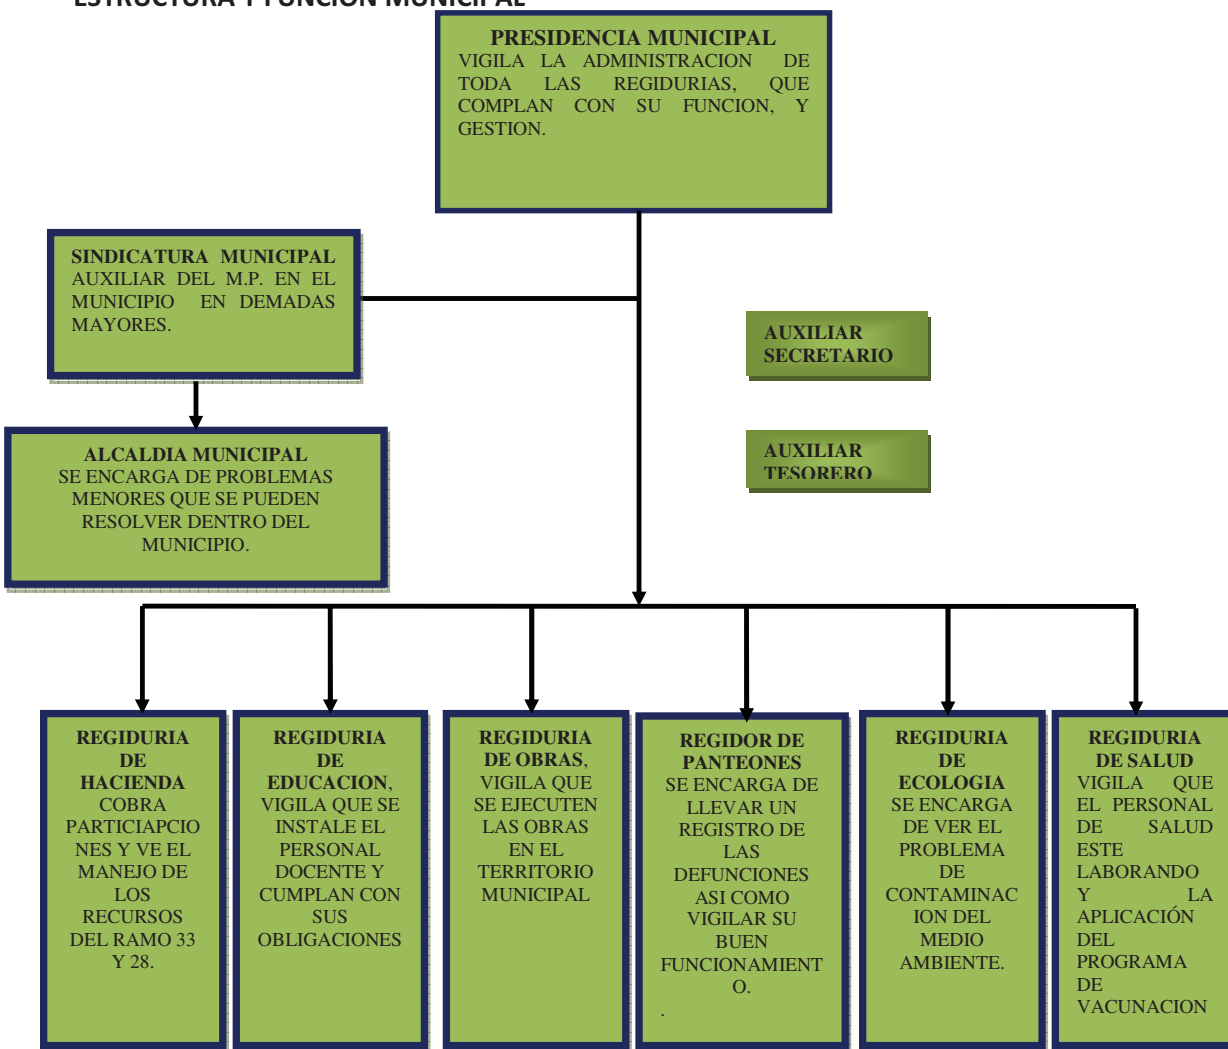 ESTRUCTURA Y FUNCION MUNICIPAL
PRESIDENCIA MUNICIPAL
VIGILA LA ADMINISTRACION DE
TODA LAS REGIDURIAS, QUE
COMPLAN CON SU FUNCION, Y
GESTION.
SINDICATURA MUNICIPAL
AUXILIAR DEL M.P. EN EL
MUNICIPIO EN DEMADAS
MAYORES.
AUXILIAR
SECRETARIO
ALCALDIA MUNICIPAL
SE ENCARGA DE PROBLEMAS
MENORES QUE SE PUEDEN
RESOLVER DENTRO DEL
MUNICIPIO.
AUXILIAR
TESORERO
REGIDURIA
DE
HACIENDA
COBRA
PARTICIAPCIO
NES Y VE EL
MANEJO DE
LOS
RECURSOS
DEL RAMO 33
Y 28.
REGIDURIA
DE
EDUCACION,
VIGILA QUE SE
INSTALE EL
PERSONAL
DOCENTE Y
CUMPLAN CON
SUS
OBLIGACIONES
REGIDURIA
DE OBRAS,
VIGILA QUE
SE EJECUTEN
LAS OBRAS
EN EL
TERRITORIO
MUNICIPAL
REGIDOR DE
PANTEONES
SE ENCARGA DE
LLEVAR UN
REGISTRO DE
LAS
DEFUNCIONES
ASI COMO
VIGILAR SU
BUEN
FUNCIONAMIENT
O.
.
REGIDURIA
DE
ECOLOGIA
SE ENCARGA
DE VER EL
PROBLEMA
DE
CONTAMINAC
ION DEL
MEDIO
AMBIENTE.
REGIDURIA
DE SALUD
VIGILA QUE
EL PERSONAL
DE SALUD
ESTE
LABORANDO
Y LA
APLICACIÓN
DEL
PROGRAMA
DE
VACUNACION